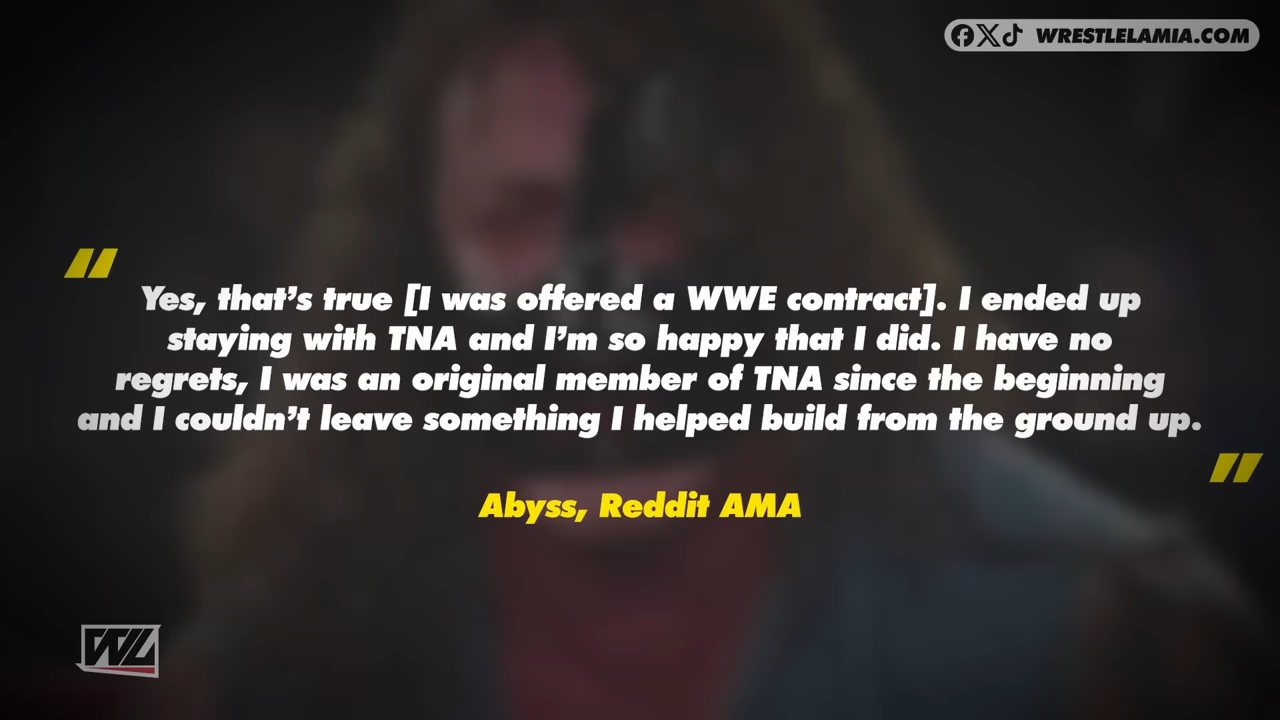 WRESTLELAMIA.COM
"
Yes, that's true [I was offered a WWE contract]. I ended up
staying with TNA and I'm so happy that I did. I have no
regrets, I was an original member of TNA since the beginning
and I couldn't leave something I helped build from the ground up.
"
Abyss, Reddit AMA
WL